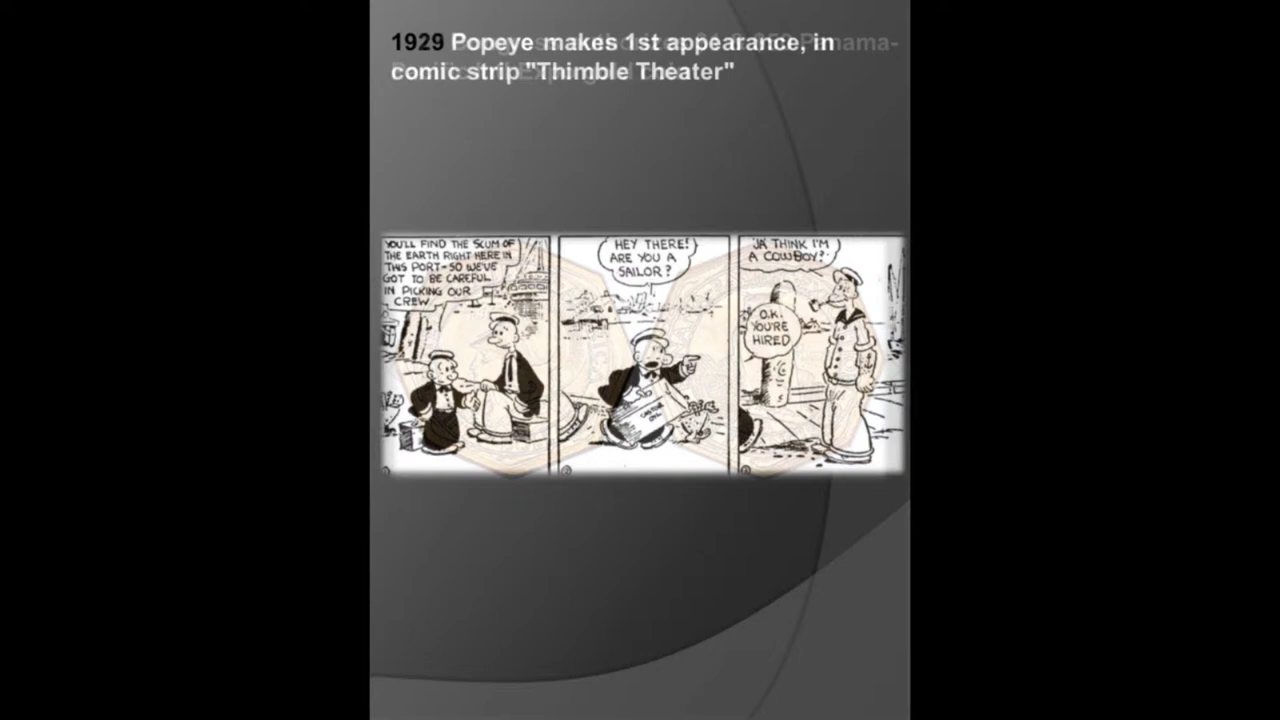 1929 Popeye makes 1st appearance, in
comic strip "Thimble Theater"
YOU'LL FIND THE SCUM OF
THE EARTH RIGHT HERE IN
THIS PORT-SO WE'VE
GOT TO BE CAREFUL
IN PICKING OUR
CREW
HEY THERE!
ARE YOU A
SAILOR?
CASTOR
OIL
'JA THINK I'M
A COWBOY?
O.K.
YOU'RE
HIRED